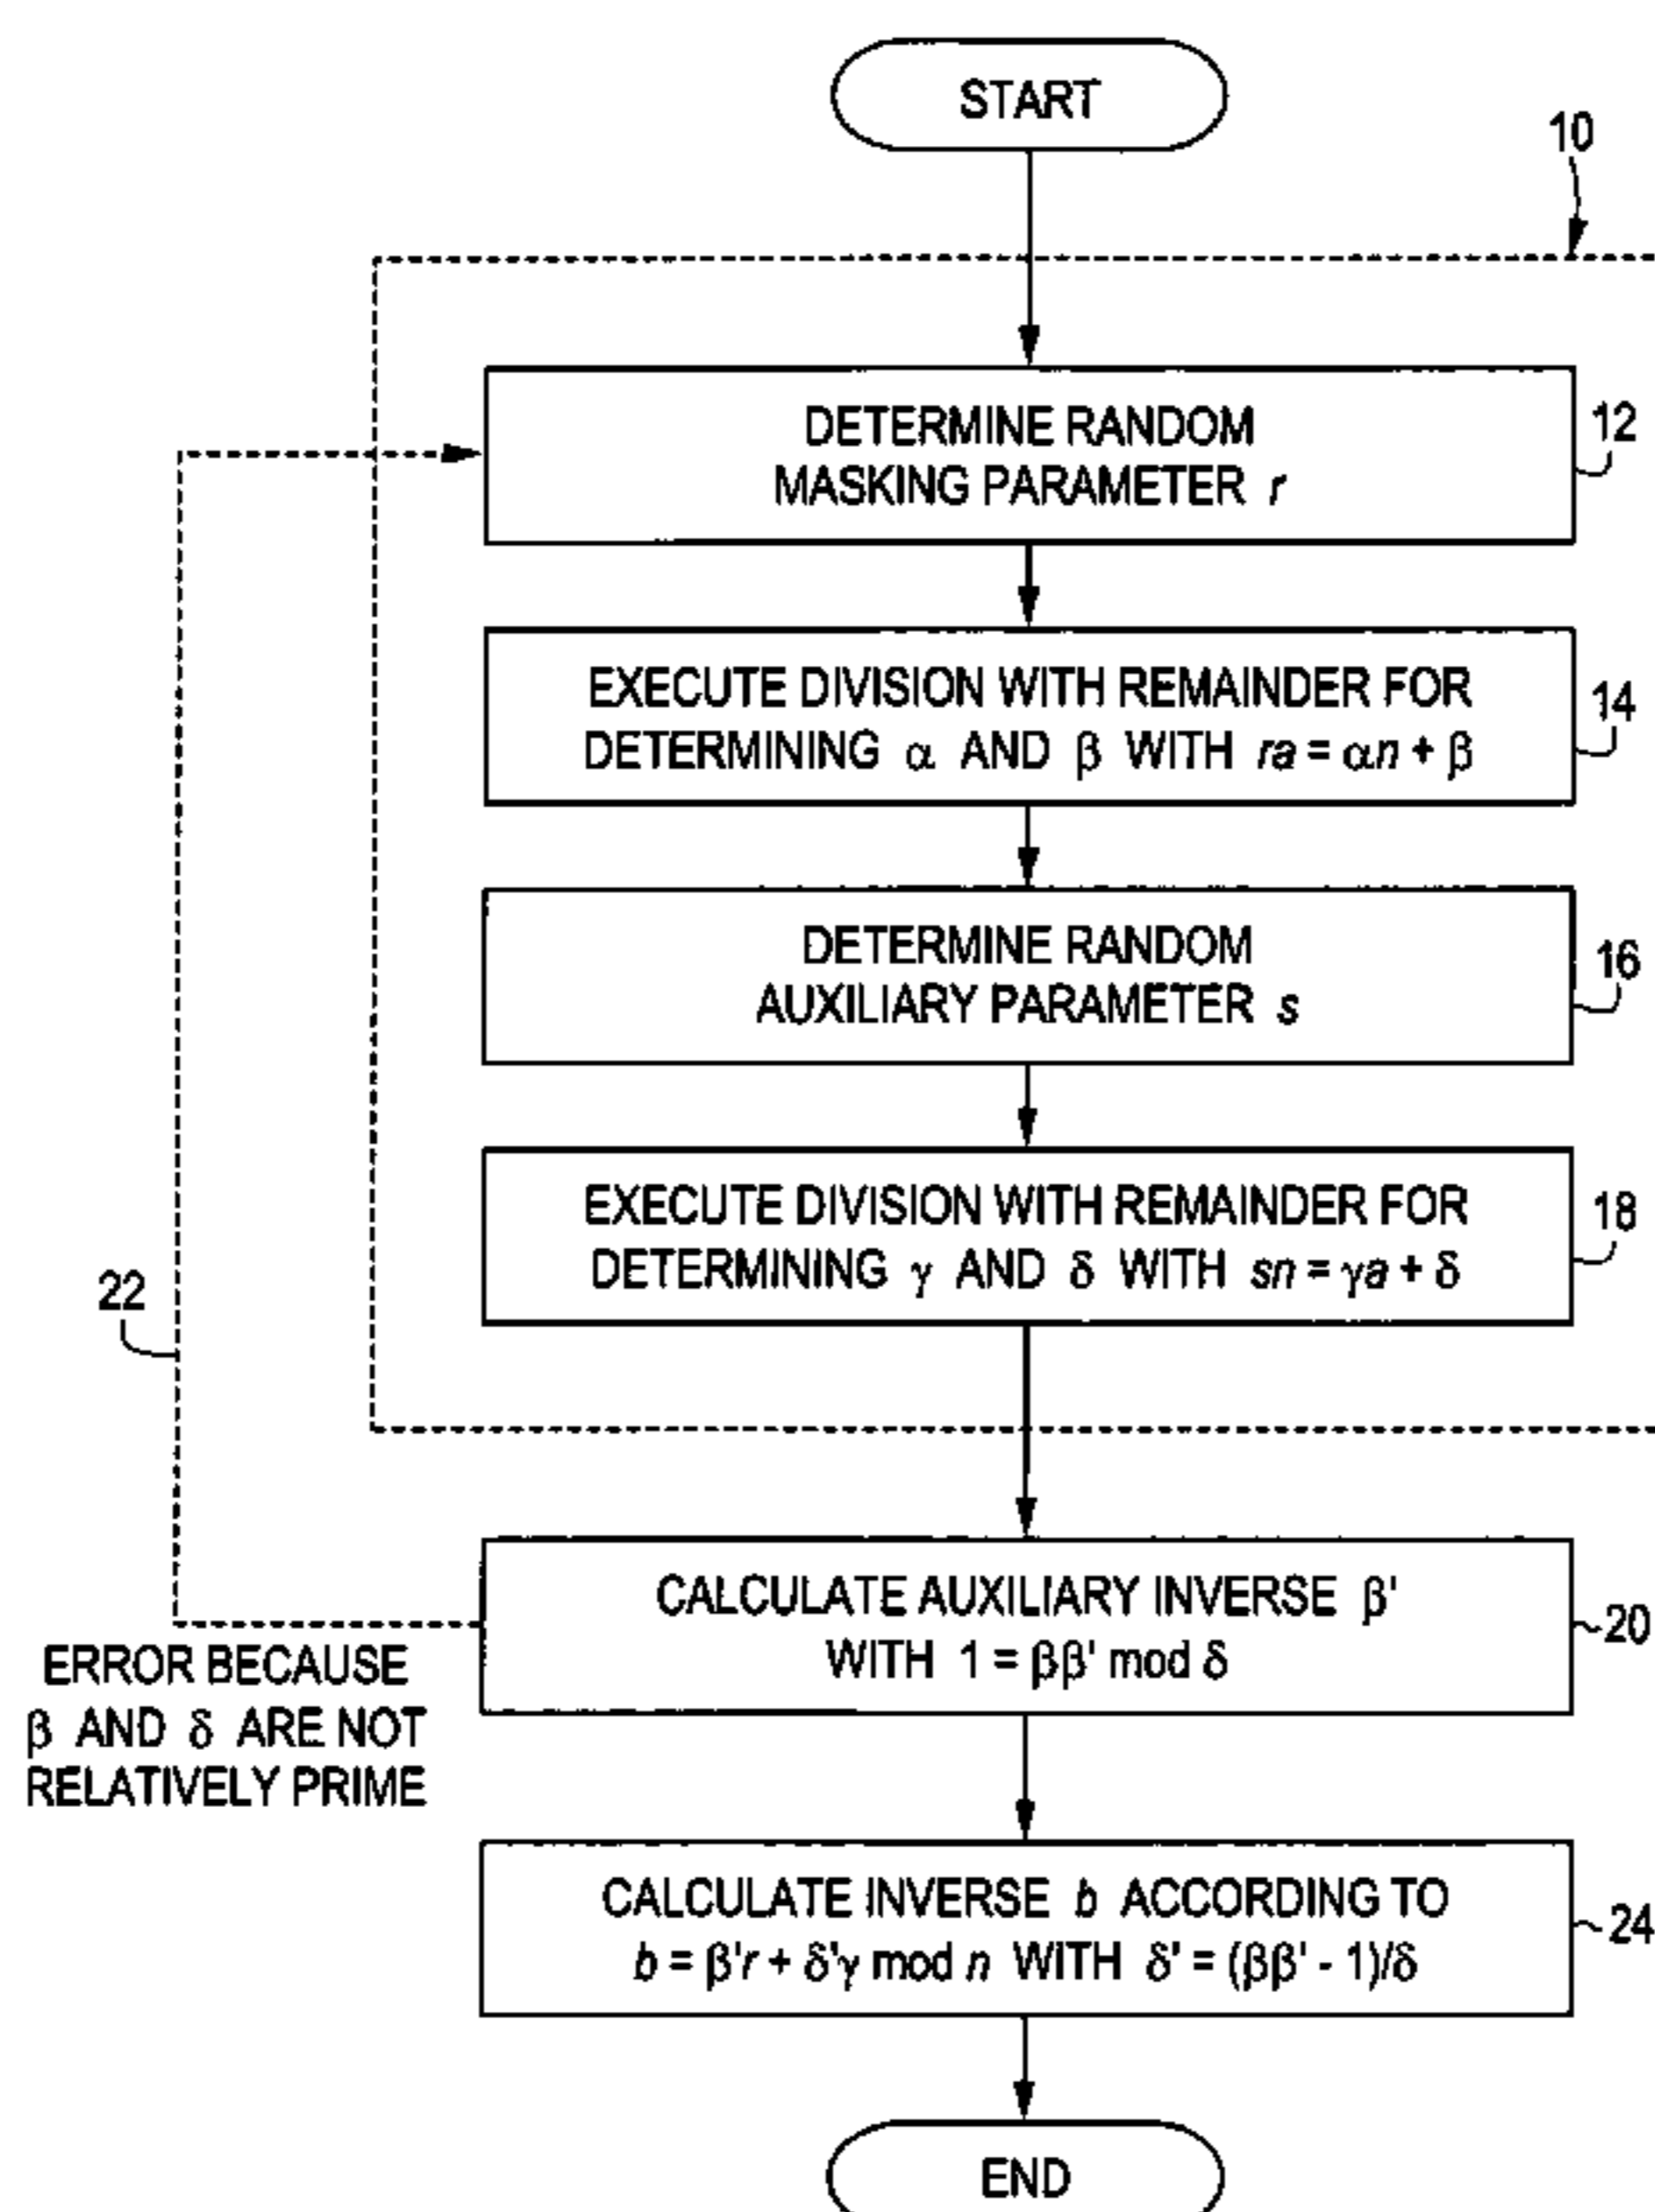 START
10
DETERMINE RANDOM
MASKING PARAMETER r
12
EXECUTE DIVISION WITH REMAINDER FOR
DETERMINING α AND β WITH ra = αn + β
14
DETERMINE RANDOM
AUXILIARY PARAMETER s
16
EXECUTE DIVISION WITH REMAINDER FOR
DETERMINING γ AND δ WITH sn = γa + δ
18
22
CALCULATE AUXILIARY INVERSE β'
WITH 1 = ββ' mod δ
20
ERROR BECAUSE
β AND δ ARE NOT
RELATIVELY PRIME
CALCULATE INVERSE b ACCORDING TO
b = β'r + δ'γ mod n WITH δ' = (ββ' - 1)/δ
24
END